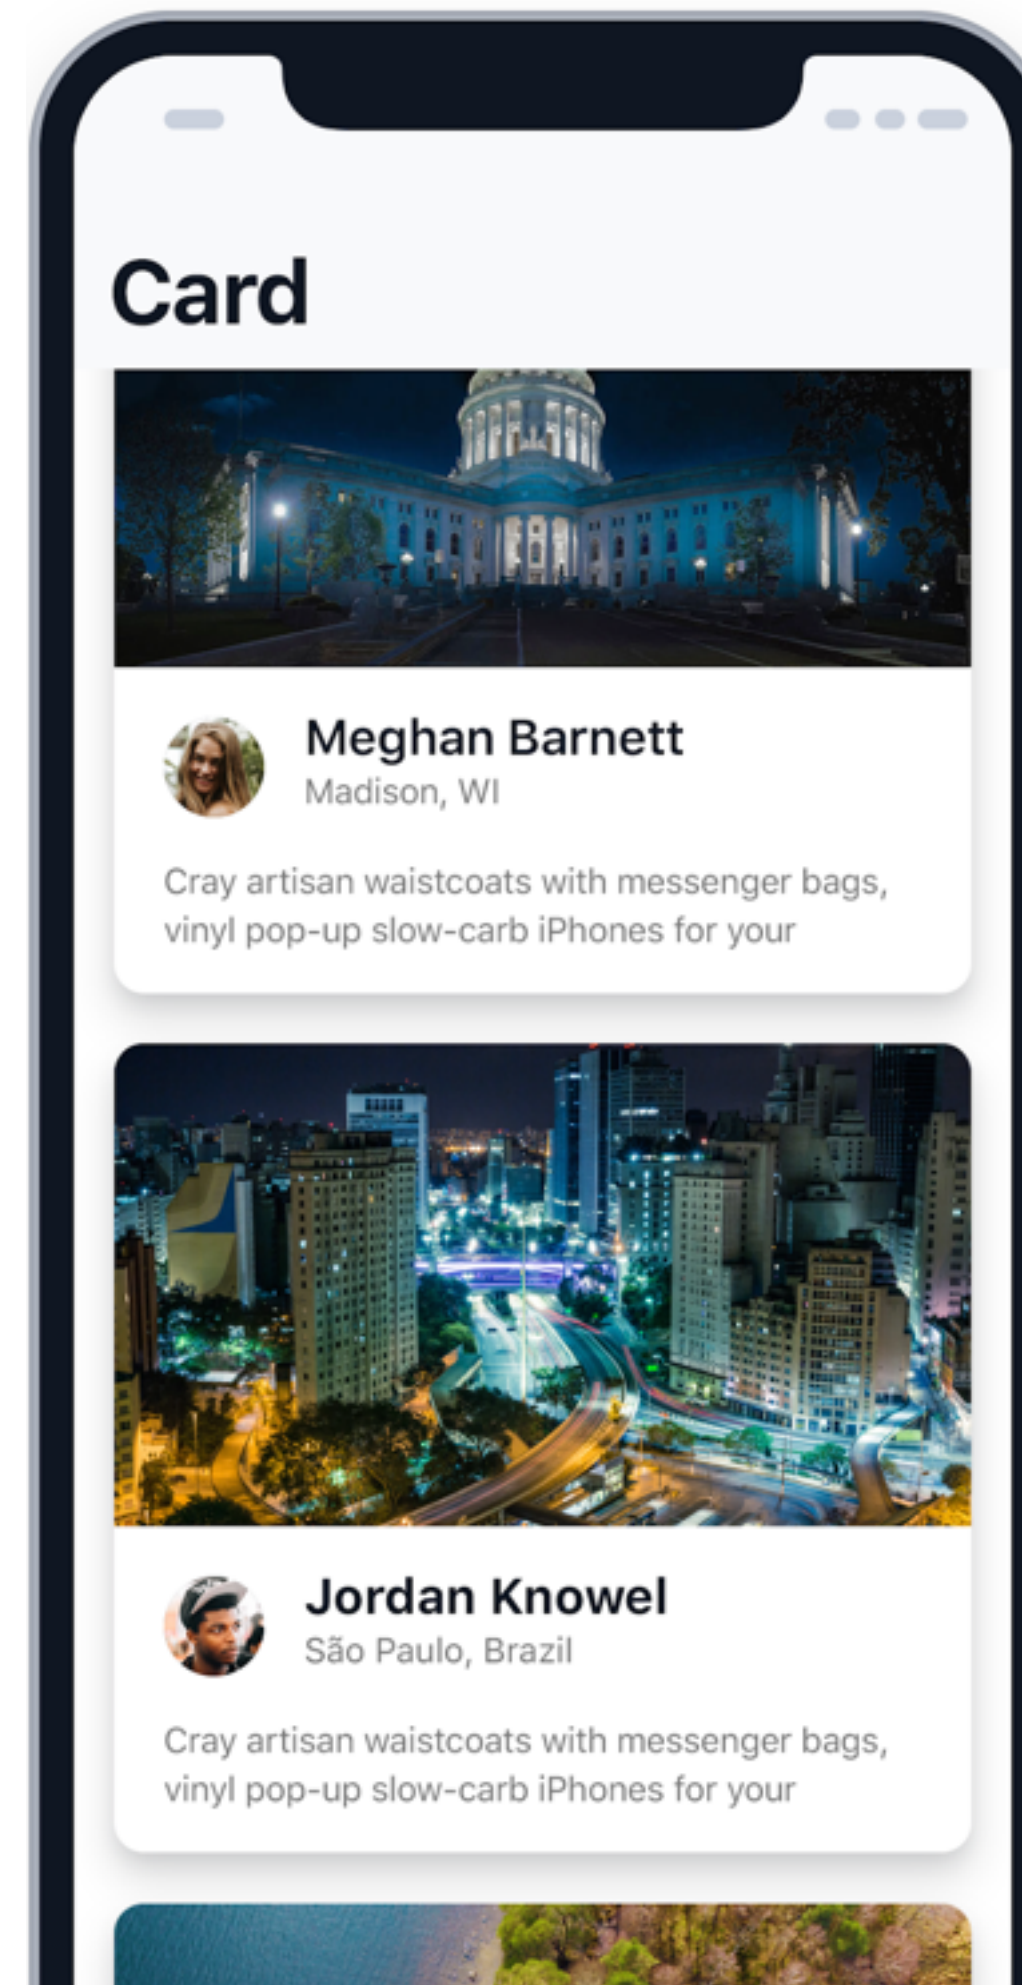 Card
Meghan Barnett
Madison, WI
Cray artisan waistcoats with messenger bags,
vinyl pop-up slow-carb iPhones for your
Jordan Knowel
São Paulo, Brazil
Cray artisan waistcoats with messenger bags,
vinyl pop-up slow-carb iPhones for your